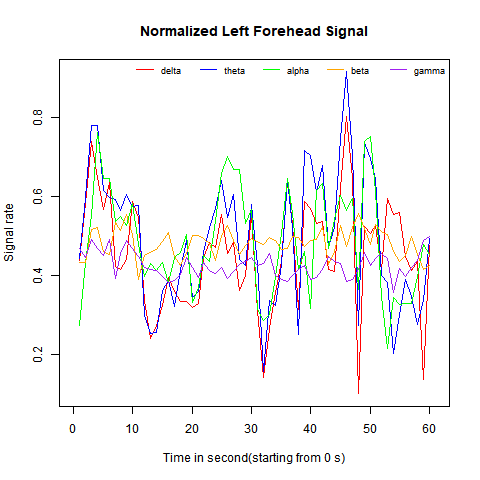 Normalized Left Forehead Signal
delta theta alpha beta gamma
Signal rate
0.8
0.6
0.4
0.2
0 10 20 30 40 50 60
Time in second(starting from 0 s)